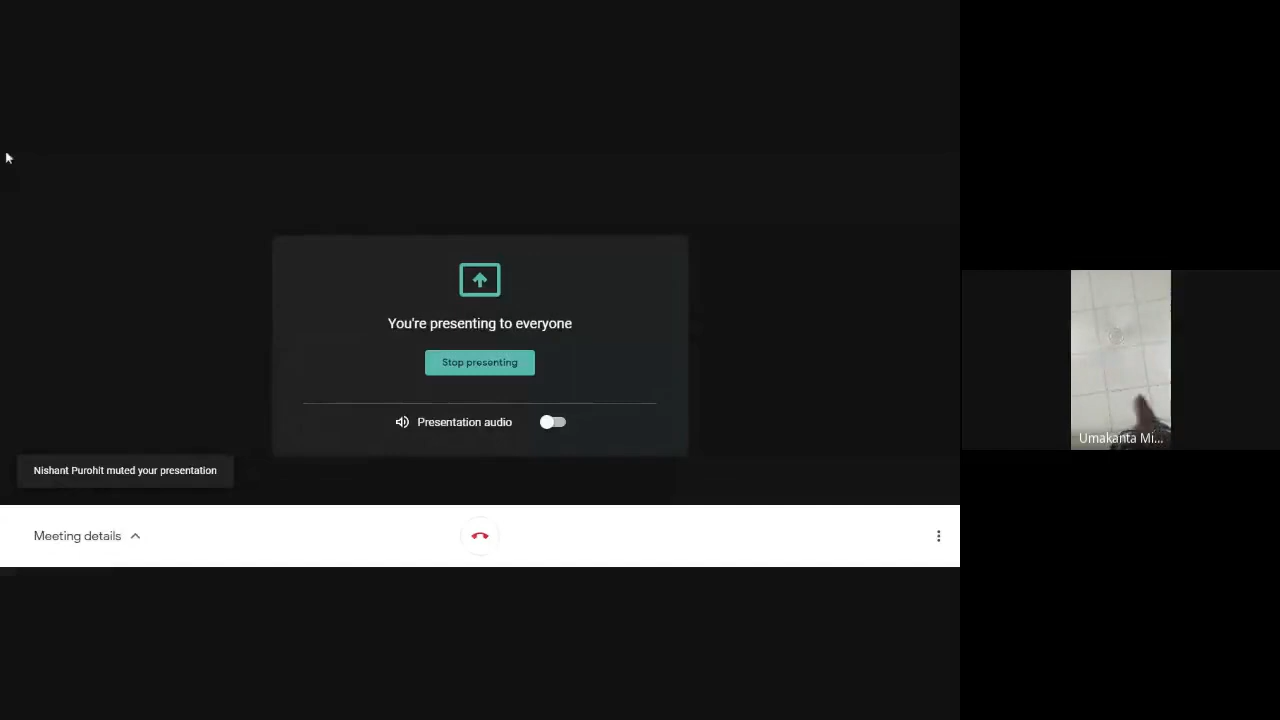 You're presenting to everyone
Stop presenting
Presentation audio
Nishant Purohit muted your presentation
Meeting details
Umakanta Mi...